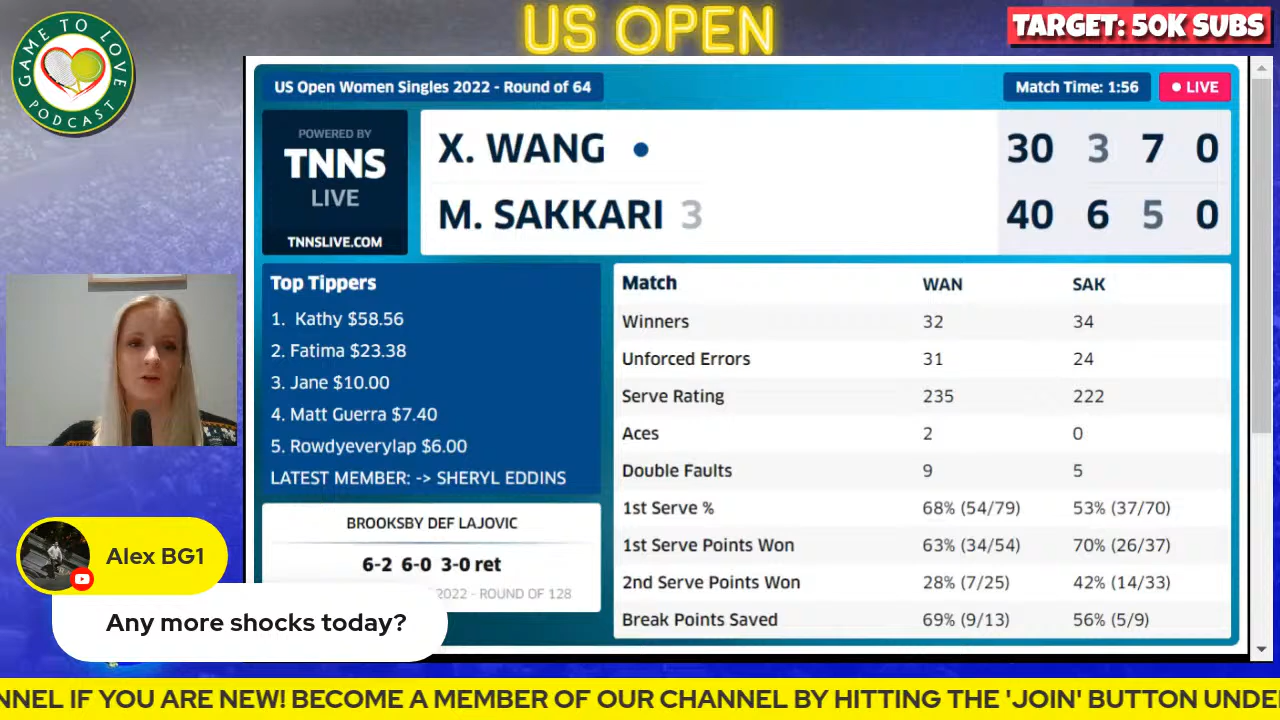 GAME TO LOVE
PODCAST
US OPEN
TARGET: 50K SUBS
US Open Women Singles 2022 - Round of 64
Match Time: 1:56
LIVE
POWERED BY
TNNS
LIVE
TNNSLIVE.COM
X. WANG 30 3 7 0
M. SAKKARI 3 40 6 5 0
Top Tippers
1. Kathy $58.56
2. Fatima $23.38
3. Jane $10.00
4. Matt Guerra $7.40
5. Rowdyeverylap $6.00
LATEST MEMBER: -> SHERYL EDDINS
BROOKSBY DEF LAJOVIC
6-2 6-0 3-0 ret
2022 - ROUND OF 128
Match WAN SAK
Winners 32 34
Unforced Errors 31 24
Serve Rating 235 222
Aces 2 0
Double Faults 9 5
1st Serve % 68% (54/79) 53% (37/70)
1st Serve Points Won 63% (34/54) 70% (26/37)
2nd Serve Points Won 28% (7/25) 42% (14/33)
Break Points Saved 69% (9/13) 56% (5/9)
Alex BG1
Any more shocks today?
NNEL IF YOU ARE NEW! BECOME A MEMBER OF OUR CHANNEL BY HITTING THE 'JOIN' BUTTON UNDE